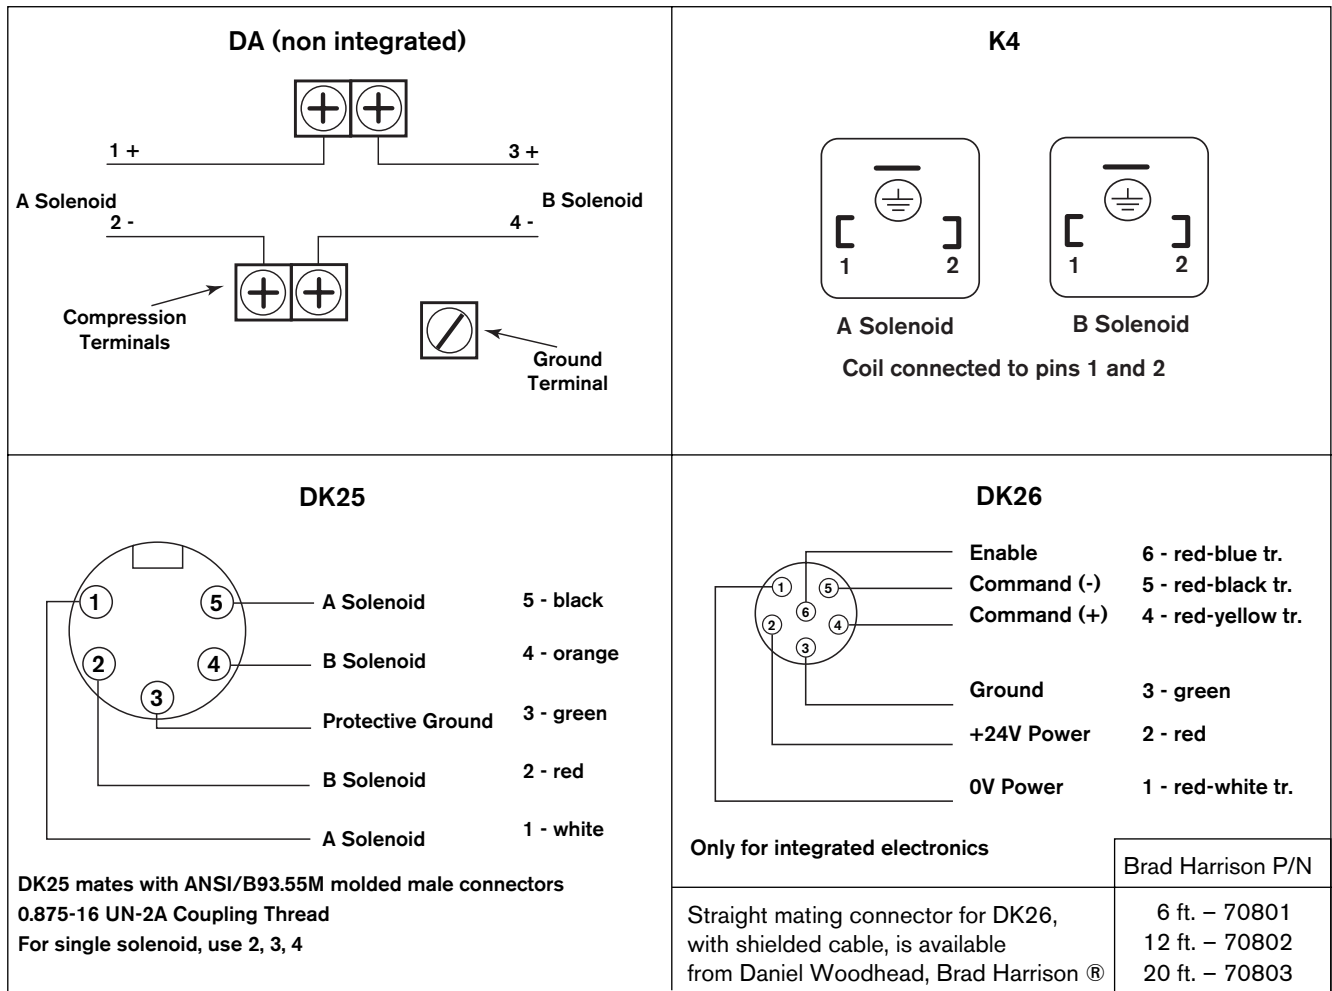 DA (non integrated)
1 +
3 +
A Solenoid
B Solenoid
2 -
4 -
Compression
Terminals
Ground
Terminal
K4
1
2
1
2
A Solenoid
B Solenoid
Coil connected to pins 1 and 2
DK25
1
5
2
4
3
A Solenoid 5 - black
B Solenoid 4 - orange
Protective Ground 3 - green
B Solenoid 2 - red
A Solenoid 1 - white
DK25 mates with ANSI/B93.55M molded male connectors
0.875-16 UN-2A Coupling Thread
For single solenoid, use 2, 3, 4
DK26
1
5
6
2
4
3
Enable 6 - red-blue tr.
Command (-) 5 - red-black tr.
Command (+) 4 - red-yellow tr.
Ground 3 - green
+24V Power 2 - red
0V Power 1 - red-white tr.
Only for integrated electronics
Brad Harrison P/N
Straight mating connector for DK26,
with shielded cable, is available
from Daniel Woodhead, Brad Harrison ®
6 ft. – 70801
12 ft. – 70802
20 ft. – 70803